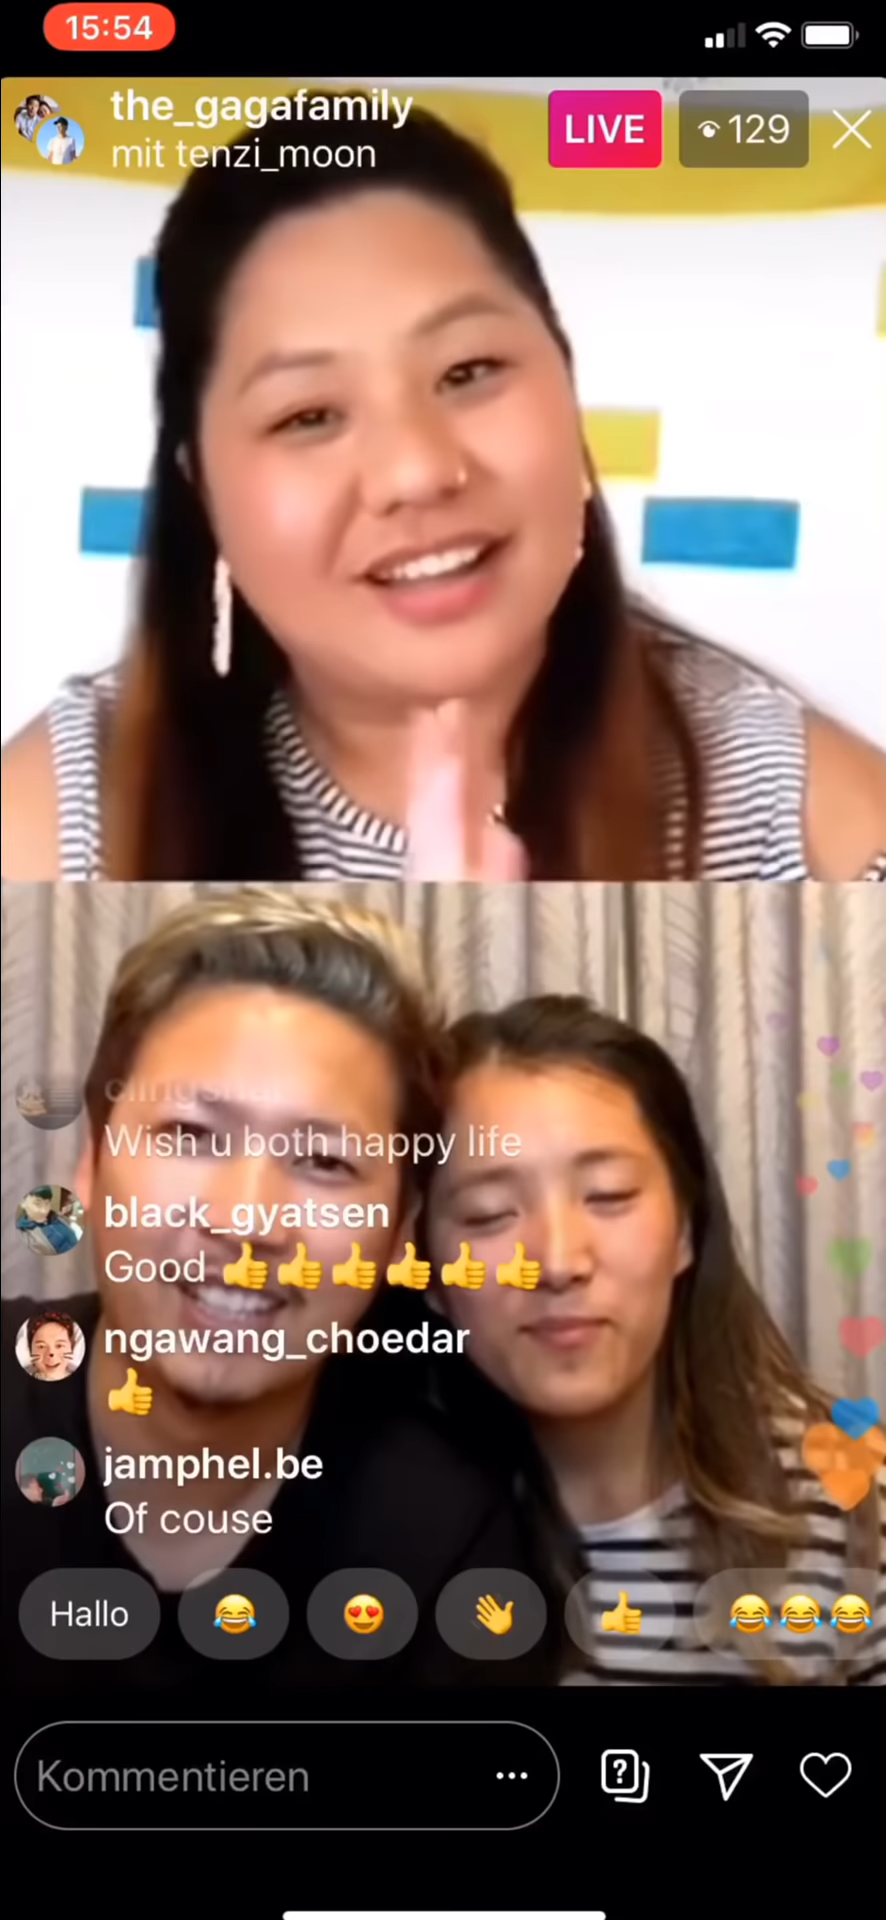 15:54
the_gagafamily
mit tenzi_moon
LIVE
129
Wish u both happy life
black_gyatsen
Good 👍👍👍👍👍👍
ngawang_choedar
👍
jamphel.be
Of couse
Hallo 😂 😍 👋 👍 😂😂😂
Kommentieren